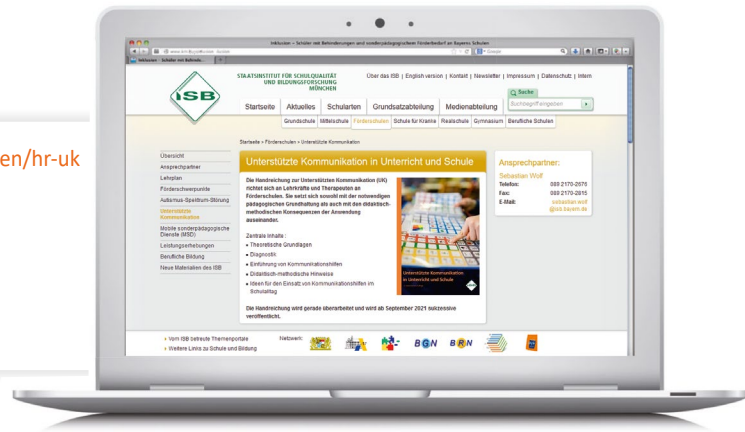 en/hr-uk
Inklusion - Schüler mit Behinderungen und sonderpädagogischem Förderbedarf an Bayerns Schulen
Google
Inklusion - Schüler mit Behinde...
ISB
STAATSINSTITUT FÜR SCHULQUALITÄT
UND BILDUNGSFORSCHUNG
MÜNCHEN
Über das ISB | English version | Kontakt | Newsletter | Impressum | Datenschutz | Intern
Suche
Suchbegriff eingeben
Startseite Aktuelles Schularten Grundsatzabteilung Medienabteilung
Grundschule Mittelschule Förderschulen Schule für Kranke Realschule Gymnasium Berufliche Schulen
Startseite » Förderschulen » Unterstützte Kommunikation
Übersicht
Ansprechpartner
Lehrplan
Förderschwerpunkte
Autismus-Spektrum-Störung
Unterstützte
Kommunikation
Mobile sonderpädagogische
Dienste (MSD)
Leistungserhebungen
Berufliche Bildung
Neue Materialien des ISB
Unterstützte Kommunikation in Unterricht und Schule
Die Handreichung zur Unterstützten Kommunikation (UK)
richtet sich an Lehrkräfte und Therapeuten an
Förderschulen. Sie setzt sich sowohl mit der notwendigen
pädagogischen Grundhaltung als auch mit den didaktisch-
methodischen Konsequenzen der Anwendung
auseinander.
Zentrale Inhalte :
Theoretische Grundlagen
Diagnostik
Einführung von Kommunikationshilfen
Didaktisch-methodische Hinweise
Ideen für den Einsatz von Kommunikationshilfen im
Schulalltag
Die Handreichung wird gerade überarbeitet und wird ab September 2021 sukzessive
veröffentlicht.
Unterstützte Kommunikation
in Unterricht und Schule
Ansprechpartner:
Sebastian Wolf
Telefon: 089 2170-2676
Fax: 089 2170-2815
E-Mail: sebastian.wolf
@isb.bayern.de
Vom ISB betreute Themenportale
Weitere Links zu Schule und Bildung
Netzwerk:
BGN
BRN